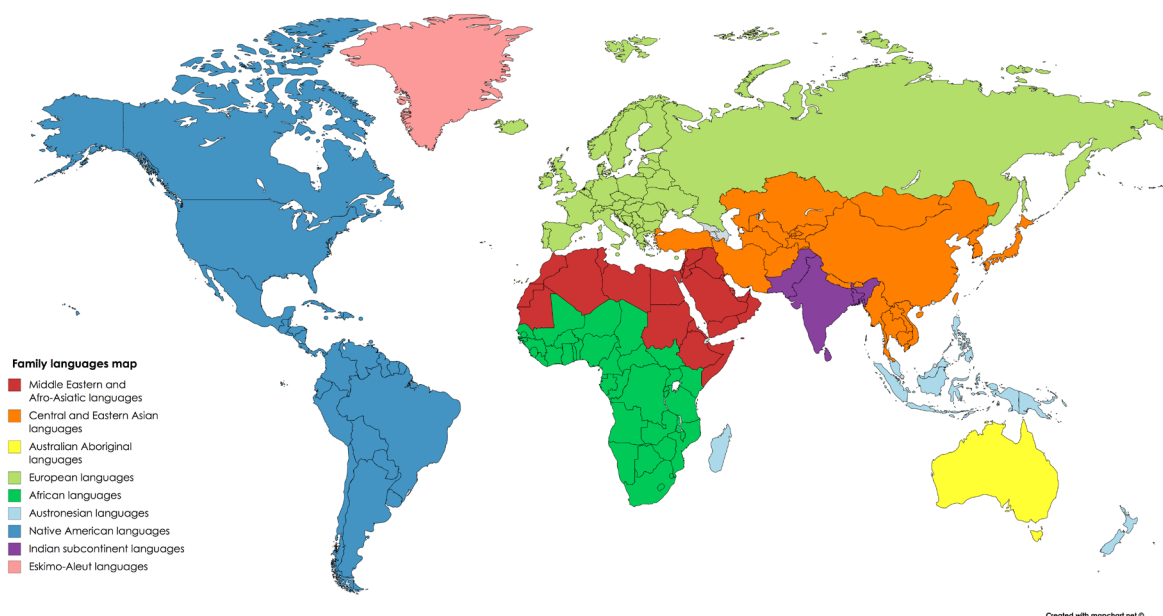 Family languages map
Middle Eastern and
Afro-Asiatic languages
Central and Eastern Asian
languages
Australian Aboriginal
languages
European languages
African languages
Austronesian languages
Native American languages
Indian subcontinent languages
Eskimo-Aleut languages
Created with mapchart.net ©